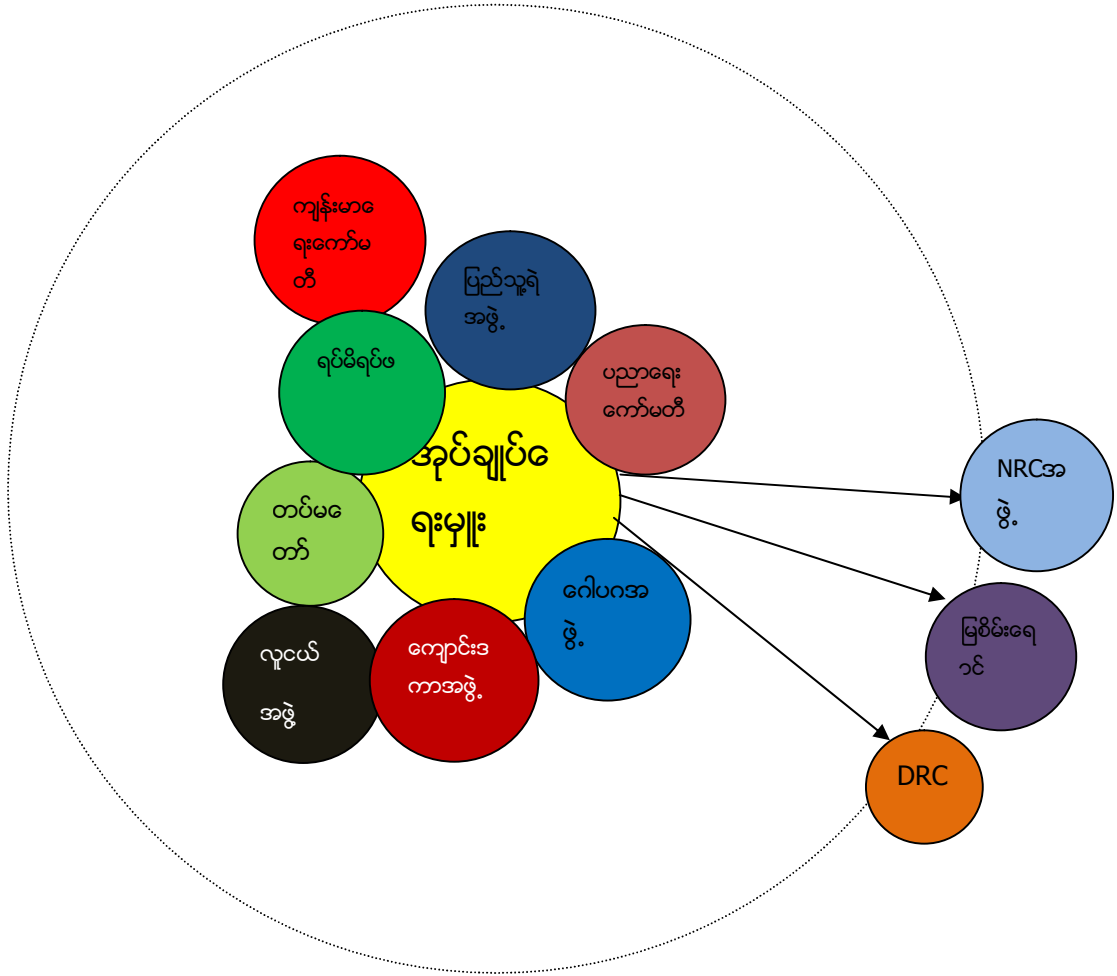 ကျန်းမာေ
ရးကော်မ
တီ
ပြည်သူ့ရဲ
အဖွဲ့
ရပ်မိရပ်ဖ
ပညာရေး
ကော်မတီ
အုပ်ချုပ်ေ
ရးမှူး
NRCအ
ဖွဲ့
တပ်မေ
တာ်
ဂေါပကအ
ဖွဲ့
မြစိမ်းရေ
ာင်
လူငယ်
အဖွဲ့
ကျောင်းဒ
ကာအဖွဲ့
DRC